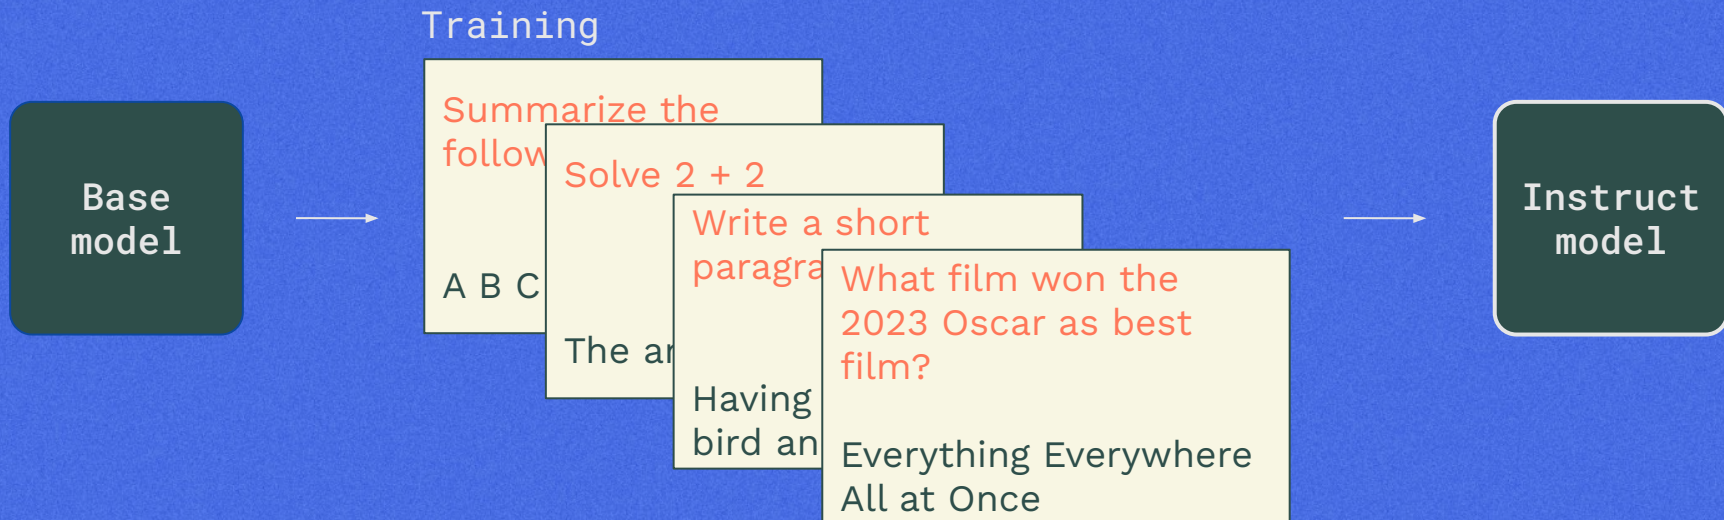 Training
Base
model
Summarize the
follow
A B C
Solve 2 + 2
The
Write a short
paragra
Having
bird an
What film won the
2023 Oscar as best
film?
Everything Everywhere
All at Once
Instruct
model